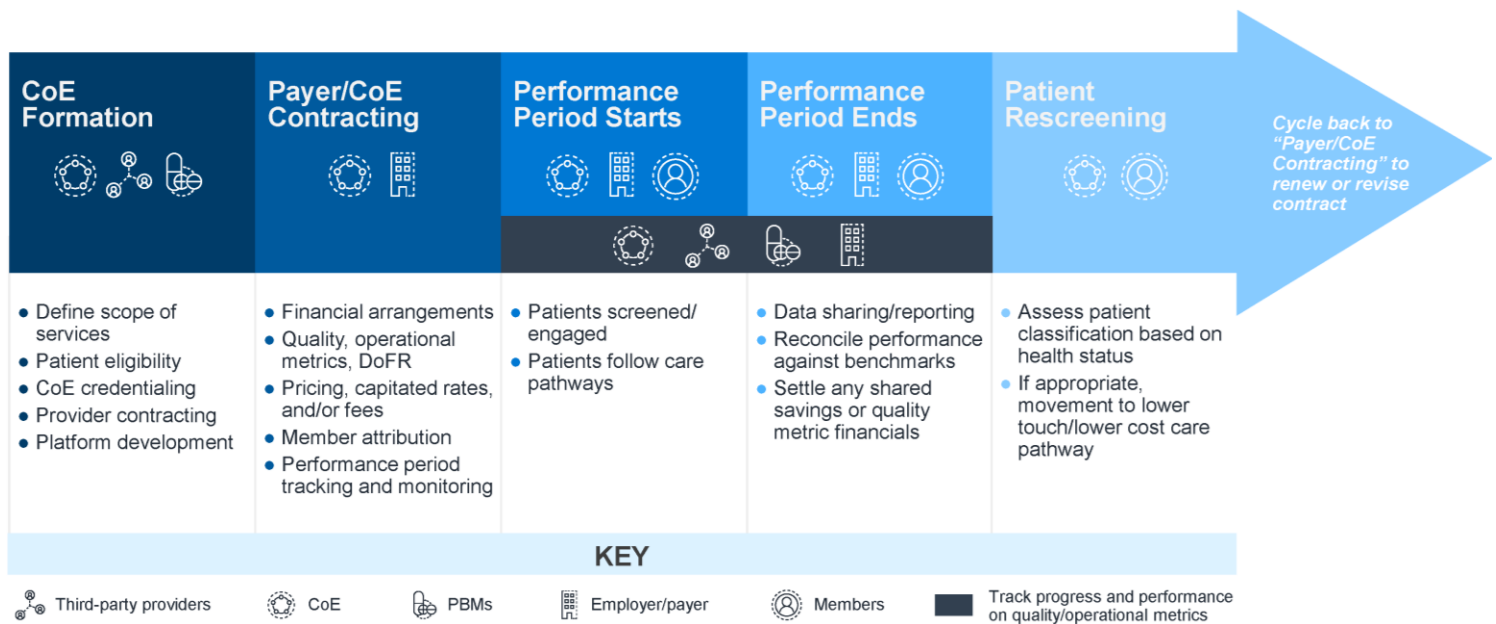 CoE
Formation
Payer/CoE
Contracting
Performance
Period Starts
Performance
Period Ends
Patient
Rescreening
Cycle back to
“Payer/CoE
Contracting” to
renew or revise
contract
• Define scope of
services
• Patient eligibility
• CoE credentialing
• Provider contracting
• Platform development
• Financial arrangements
• Quality, operational
metrics, DoFR
• Pricing, capitated rates,
and/or fees
• Member attribution
• Performance period
tracking and monitoring
• Patients screened/
engaged
• Patients follow care
pathways
• Data sharing/reporting
• Reconcile performance
against benchmarks
• Settle any shared
savings or quality
metric financials
• Assess patient
classification based on
health status
• If appropriate,
movement to lower
touch/lower cost care
pathway
KEY
Third-party providers
CoE
PBMs
Employer/payer
Members
Track progress and performance
on quality/operational metrics